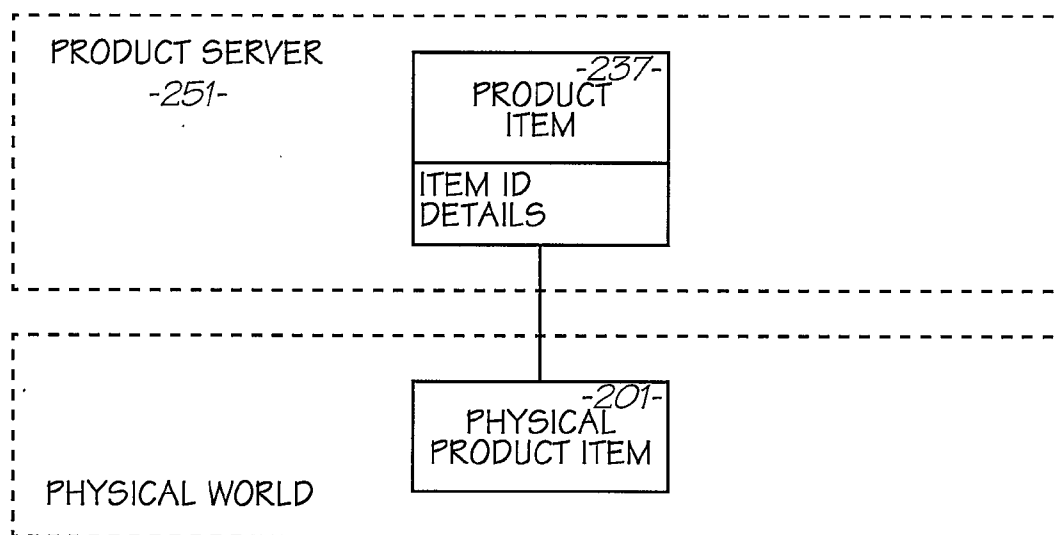 PRODUCT SERVER
-251-
-237-
PRODUCT
ITEM
ITEM ID
DETAILS
-201-
PHYSICAL
PRODUCT ITEM
PHYSICAL WORLD